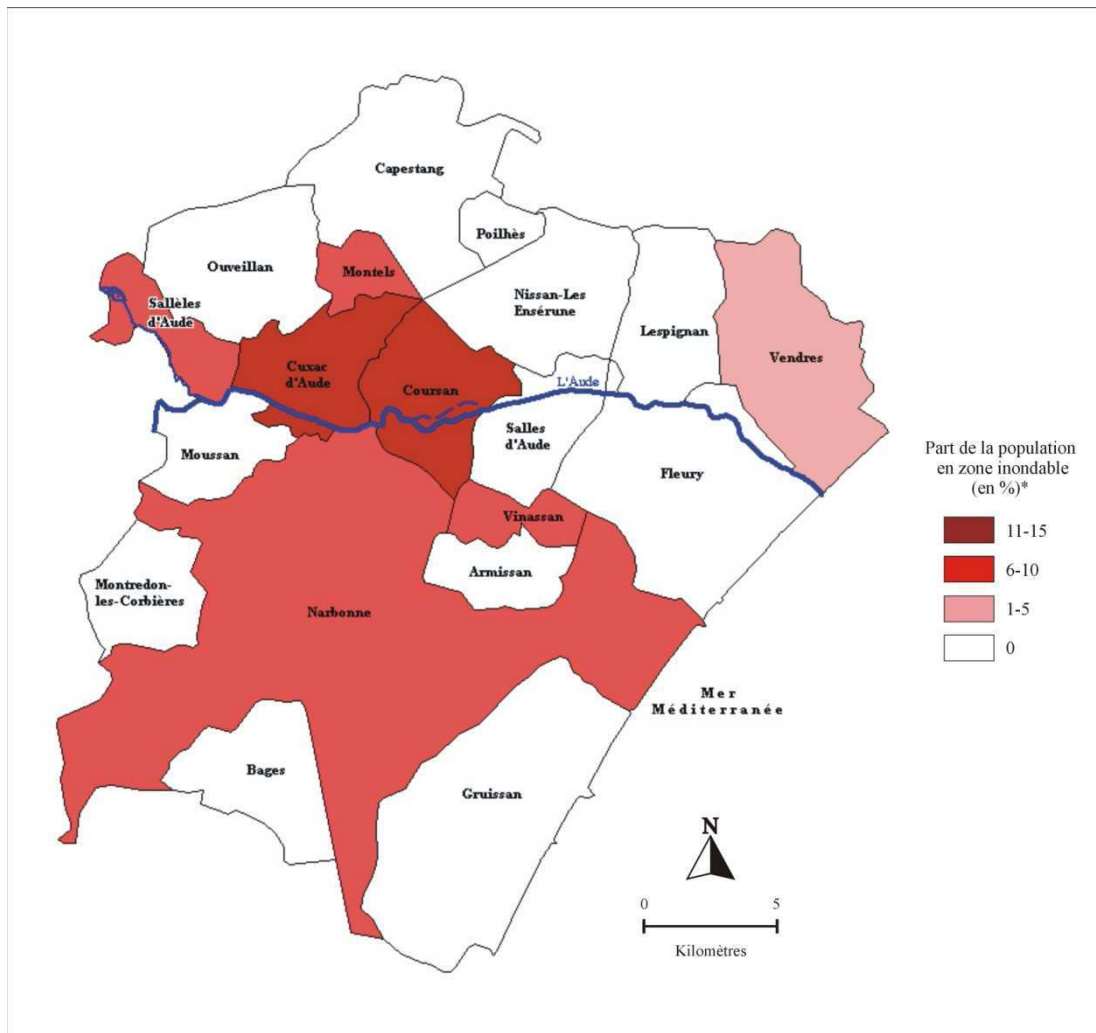 Capestang
Poilhès
Ouveillan
Montels
Nissan-Les
Ensérune
Sallèles
d'Aude
Lespignan
Vendres
Cuxac
d'Aude
Coursan
L'Aude
Salles
d'Aude
Moussan
Fleury
Vinassan
Armissan
Montredon-
les-Corbières
Narbonne
Bages
Gruissan
Mer
Méditerranée
Part de la population
en zone inondable
(en %)*
11-15
6-10
1-5
0
N
0 5
Kilomètres